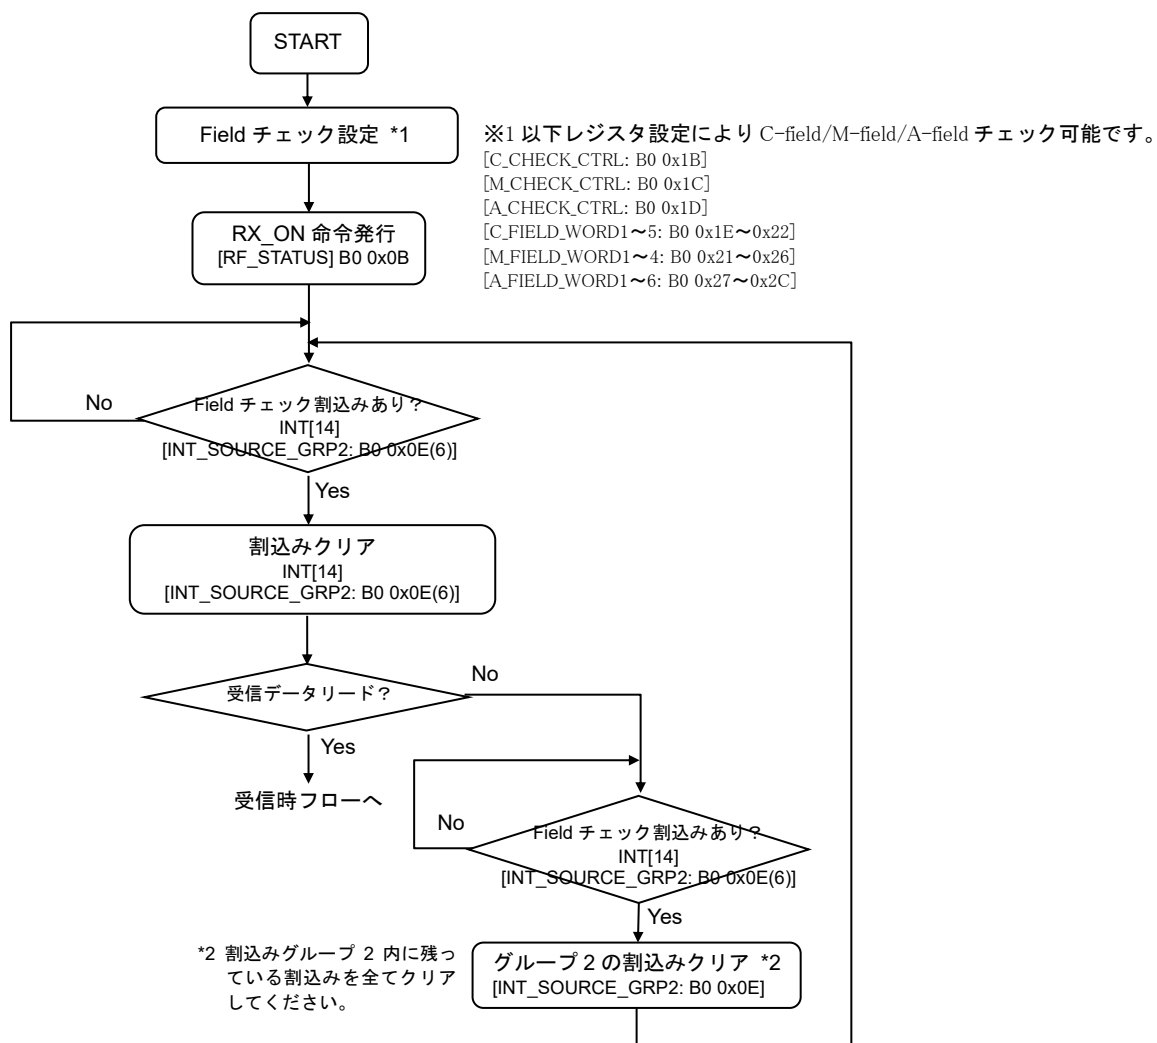 START
Field チェック設定 *1
※1 以下レジスタ設定により C-field/M-field/A-field チェック可能です。
[C_CHECK_CTRL: B0 0x1B]
[M_CHECK_CTRL: B0 0x1C]
[A_CHECK_CTRL: B0 0x1D]
[C_FIELD_WORD1～5: B0 0x1E～0x22]
[M_FIELD_WORD1～4: B0 0x21～0x26]
[A_FIELD_WORD1～6: B0 0x27～0x2C]
RX_ON 命令発行
[RF_STATUS] B0 0x0B
No
Field チェック割込みあり？
INT[14]
[INT_SOURCE_GRP2: B0 0x0E(6)]
Yes
割込みクリア
INT[14]
[INT_SOURCE_GRP2: B0 0x0E(6)]
受信データリード？
No
Yes
受信時フローへ
No
Field チェック割込みあり？
INT[14]
[INT_SOURCE_GRP2: B0 0x0E(6)]
Yes
*2 割込みグループ 2 内に残っ
ている割込みを全てクリア
してください。
グループ 2 の割込みクリア *2
[INT_SOURCE_GRP2: B0 0x0E]